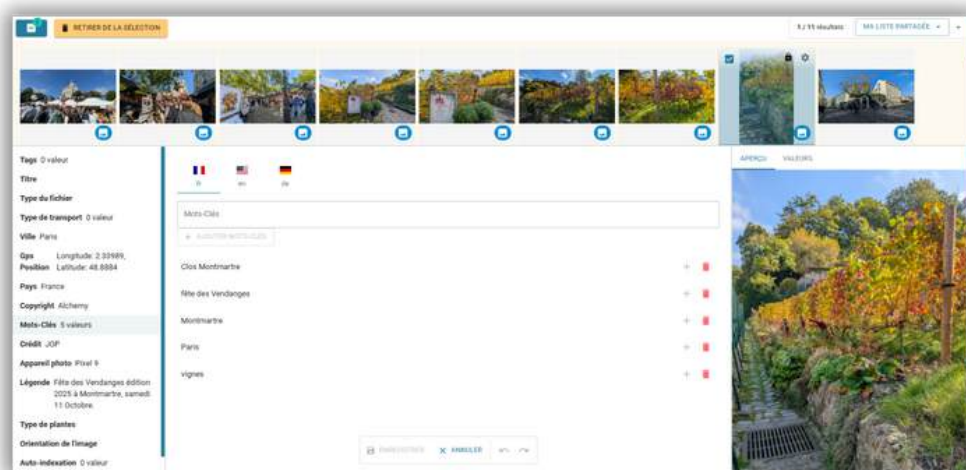 RETIRER DE LA SÉLECTION
MA LISTE PARTAGÉE
Tags 0 valeur
Titre
Type du fichier
Type de transport 0 valeur
Ville Paris
Gps Longitude: 2.33989,
Position Latitude: 48.8884
Pays France
Copyright Alchemy
Mots-Clés 5 valeurs
Crédit JGP
Appareil photo Pixel 9
Légende Fête des Vendanges édition
2025 à Montmartre, samedi
11 Octobre.
Type de plantes
Orientation de l'image
Auto-indexation 0 valeur
fr en de
Mots-Clés
+ AJOUTER MOTS-CLÉS
Clos Montmartre
fête des Vendanges
Montmartre
Paris
vignes
ENREGISTRER ANNULER
APERÇU VALEURS